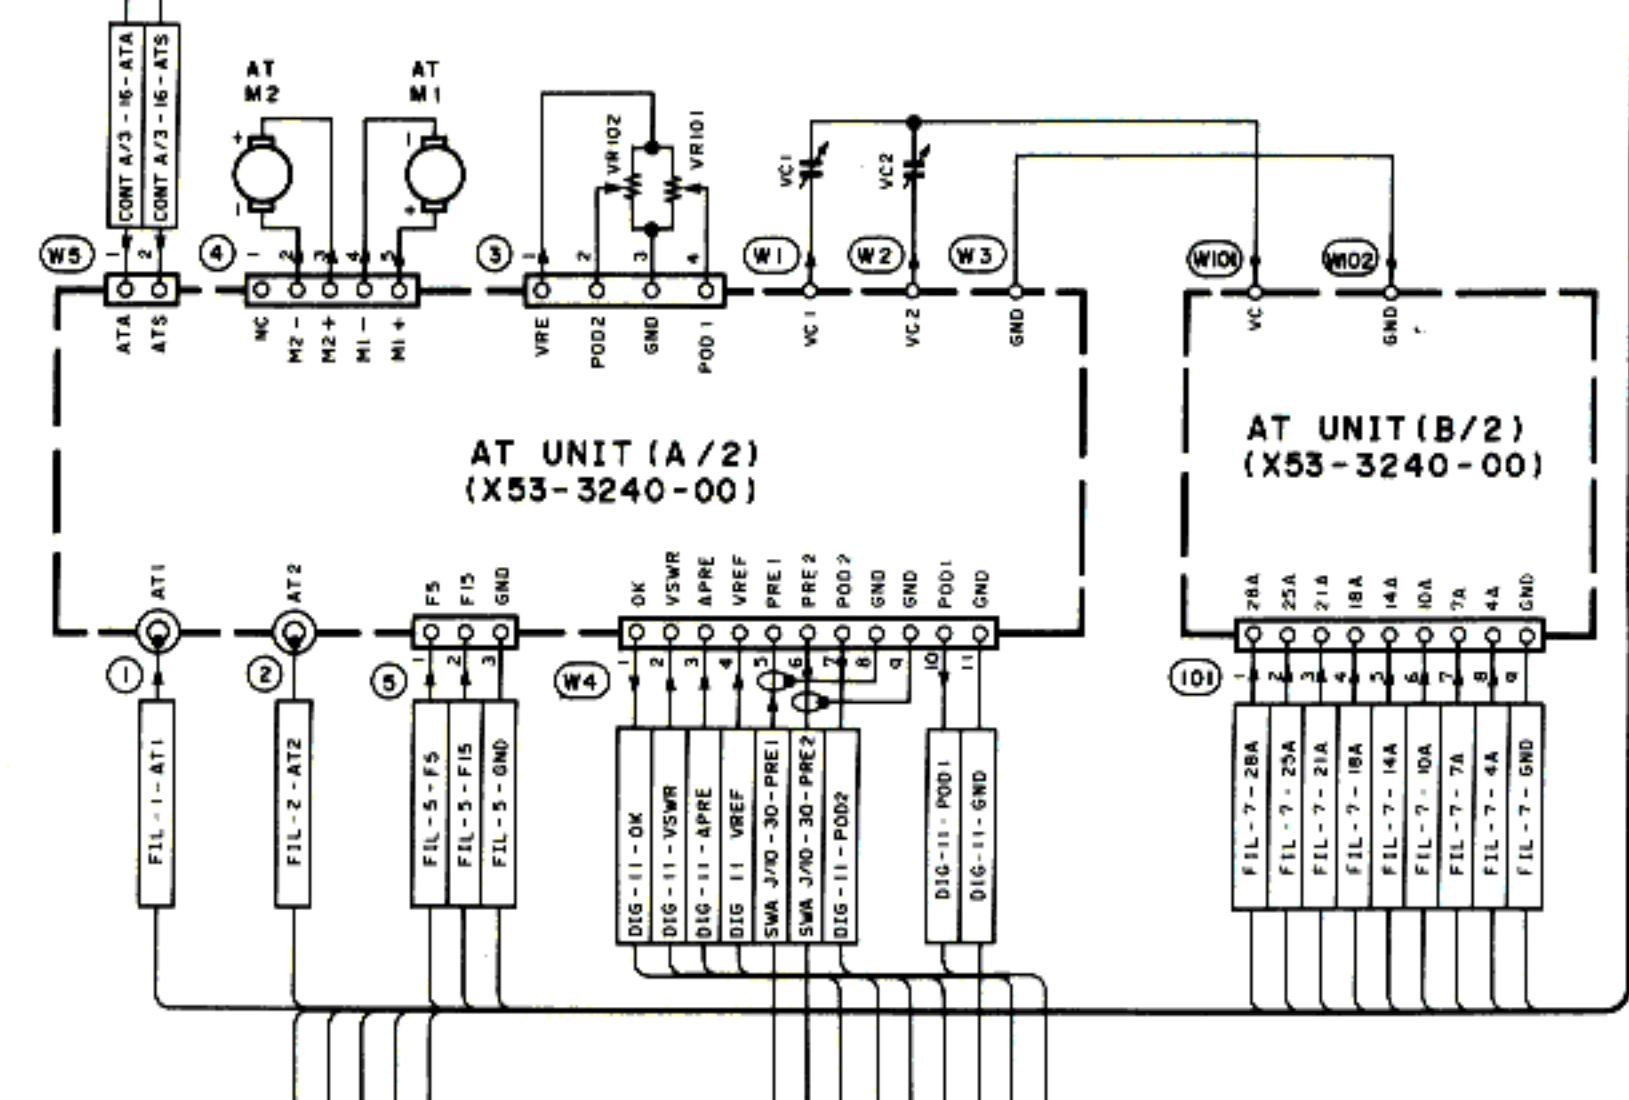 CONT A/3-16-ATA
CONT A/3-16-ATS
AT
M2
AT
M1
+
-
-
+
VR102
VR101
VC1
VC2
W5
1
2
4
1
2
3
4
5
3
1
2
3
4
W1
W2
W3
W101
W102
ATA
ATS
NC
M2-
M2+
M1-
M1+
VRE
POD2
GND
POD1
VC1
VC2
GND
VC
GND
AT UNIT(A/2)
(X53-3240-00)
AT UNIT(B/2)
(X53-3240-00)
AT1
AT2
F5
F15
GND
OK
VSWR
APRE
VREF
PRE1
PRE2
POD2
GND
GND
POD1
GND
28A
25A
21A
18A
14A
10A
7A
4A
GND
1
2
5
1
2
3
W4
1
2
3
4
5
6
7
8
9
10
11
101
1
2
3
4
5
6
7
8
9
FIL-1-AT1
FIL-2-AT2
FIL-5-F5
FIL-5-F15
FIL-5-GND
DIG-11-OK
DIG-11-VSWR
DIG-11-APRE
DIG 11 VREF
SWA J/10-30-PRE1
SWA J/10-30-PRE2
DIG-11-POD2
DIG-11-POD1
DIG-11-GND
FIL-7-28A
FIL-7-25A
FIL-7-21A
FIL-7-18A
FIL-7-14A
FIL-7-10A
FIL-7-7A
FIL-7-4A
FIL-7-GND